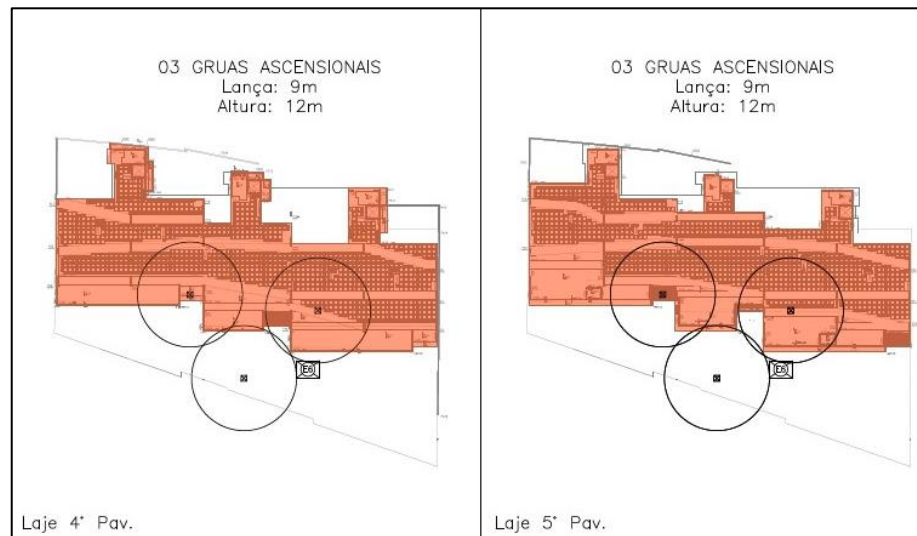 03 GRUAS ASCENSIONAIS
Lança: 9m
Altura: 12m
E6
Laje 4° Pav.
03 GRUAS ASCENSIONAIS
Lança: 9m
Altura: 12m
E6
Laje 5° Pav.